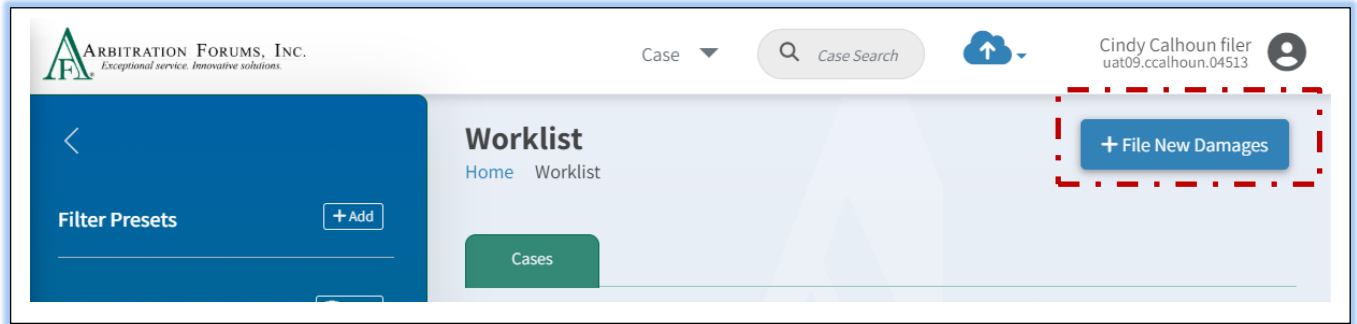 ARBITRATION FORUMS, INC.
Exceptional service. Innovative solutions.
AF
Case
Case Search
Cindy Calhoun filer
uat09.ccalhoun.04513
Worklist
+ File New Damages
Home Worklist
Filter Presets
+ Add
Cases